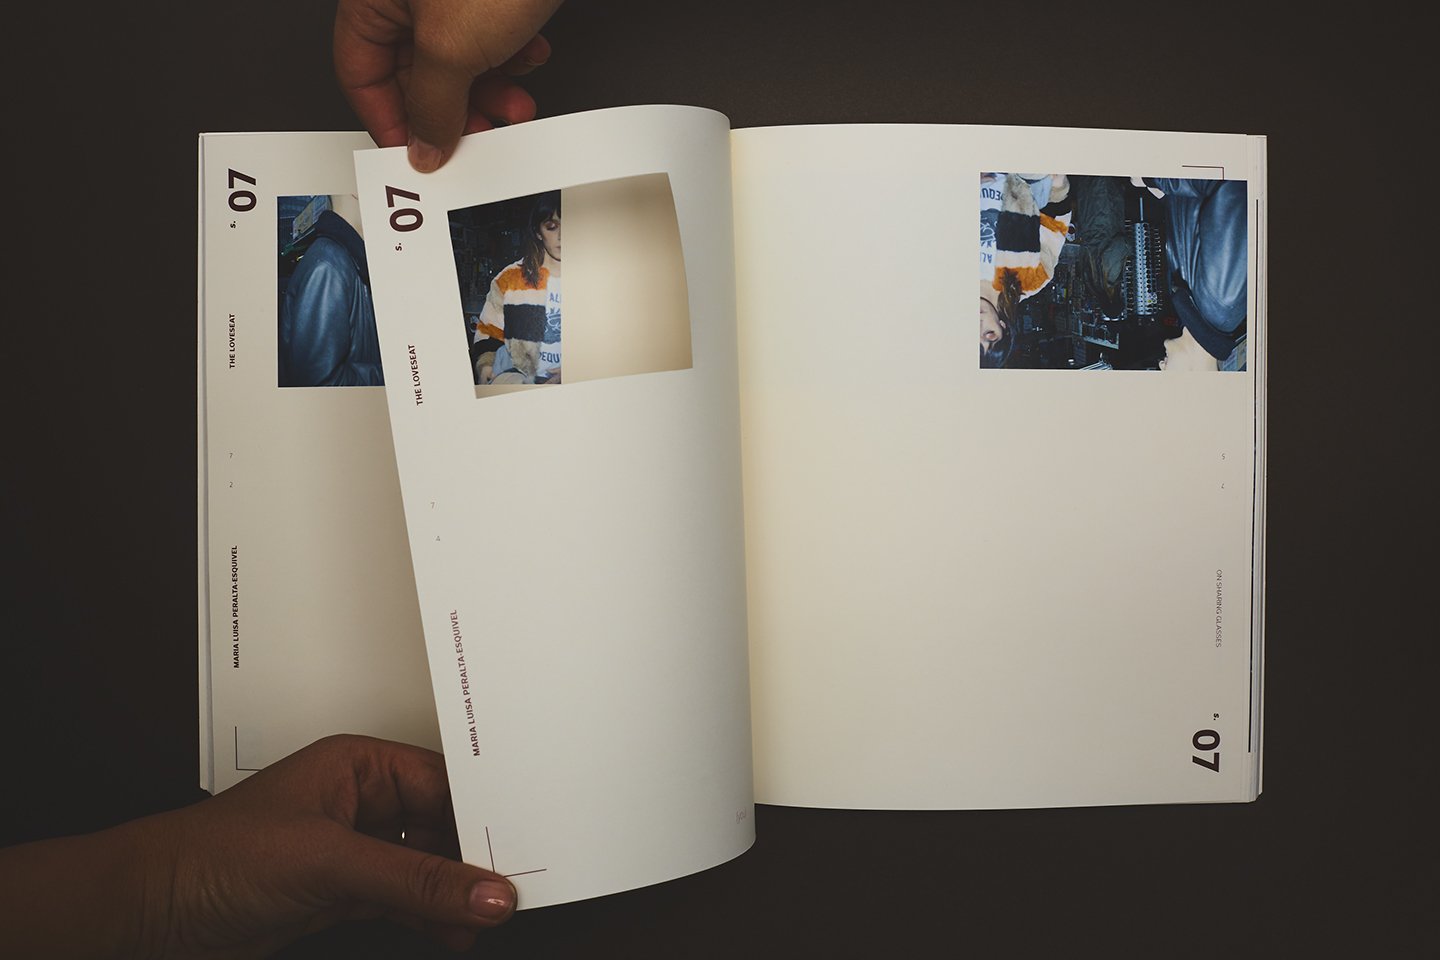 s. 07
THE LOVESEAT
7
2
MARIA LUISA PERALTA-ESQUIVEL
s. 07
THE LOVESEAT
7
4
MARIA LUISA PERALTA-ESQUIVEL
7
5
ON SHARING GLASSES
s. 07